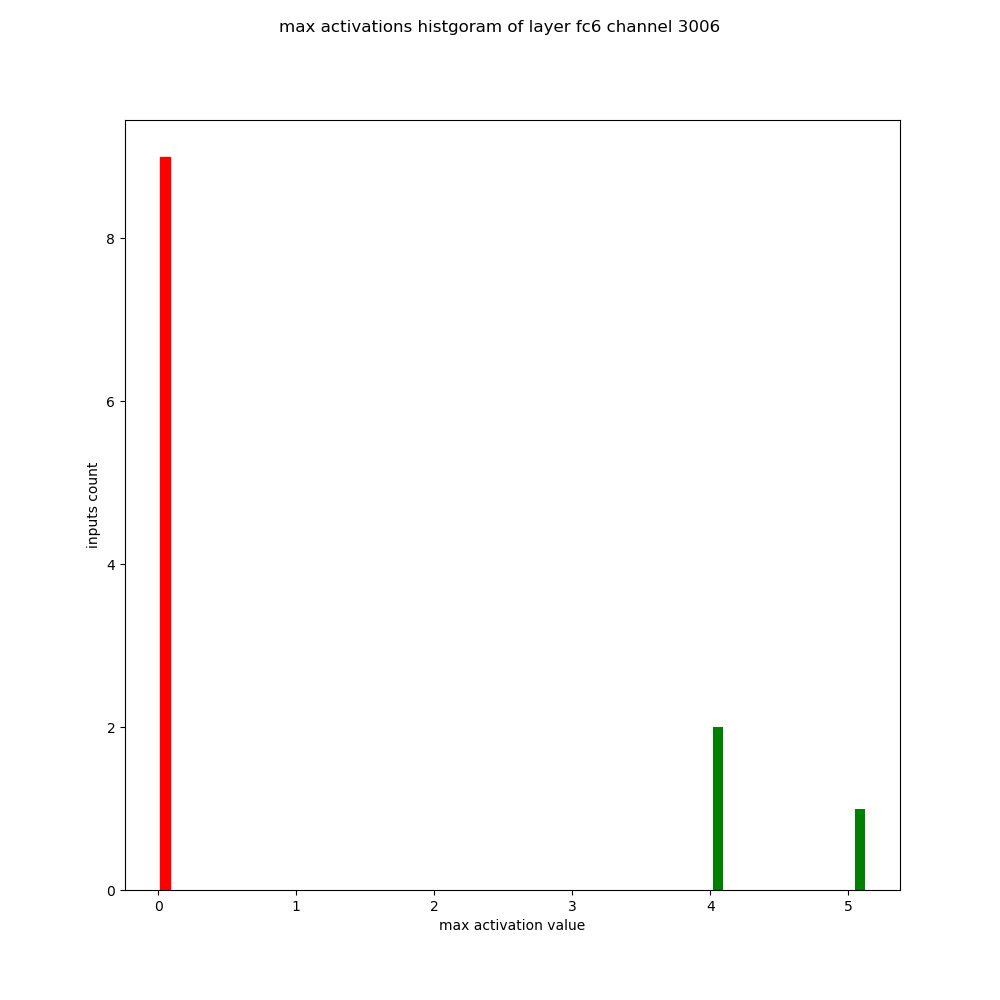 max activations histgoram of layer fc6 channel 3006
8
6
4
2
0
inputs count
0 1 2 3 4 5
max activation value